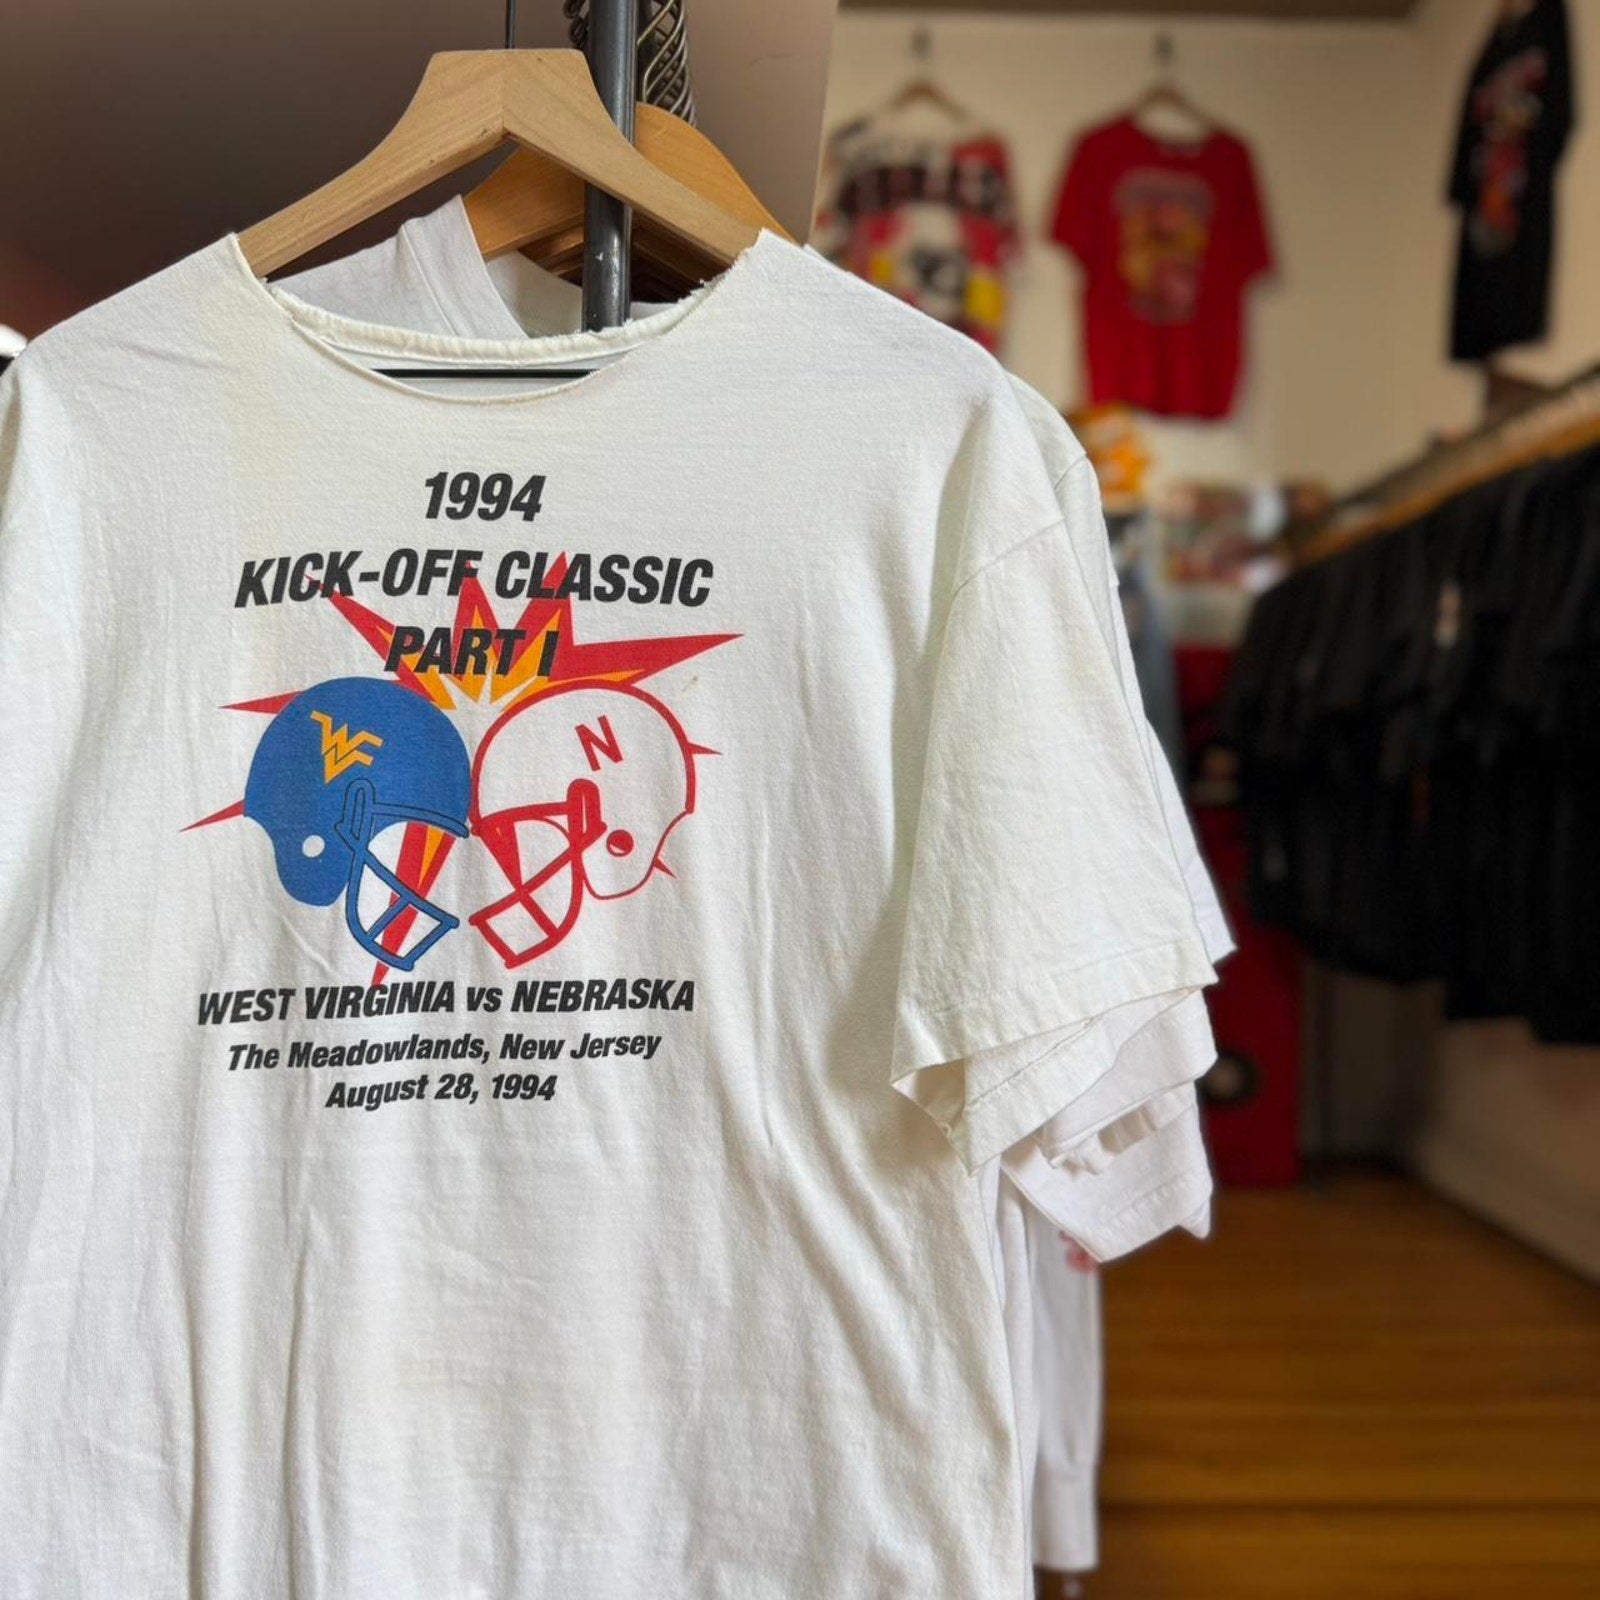 1994
KICK-OFF CLASSIC
PART I
WV
N
WEST VIRGINIA vs NEBRASKA
The Meadowlands, New Jersey
August 28, 1994